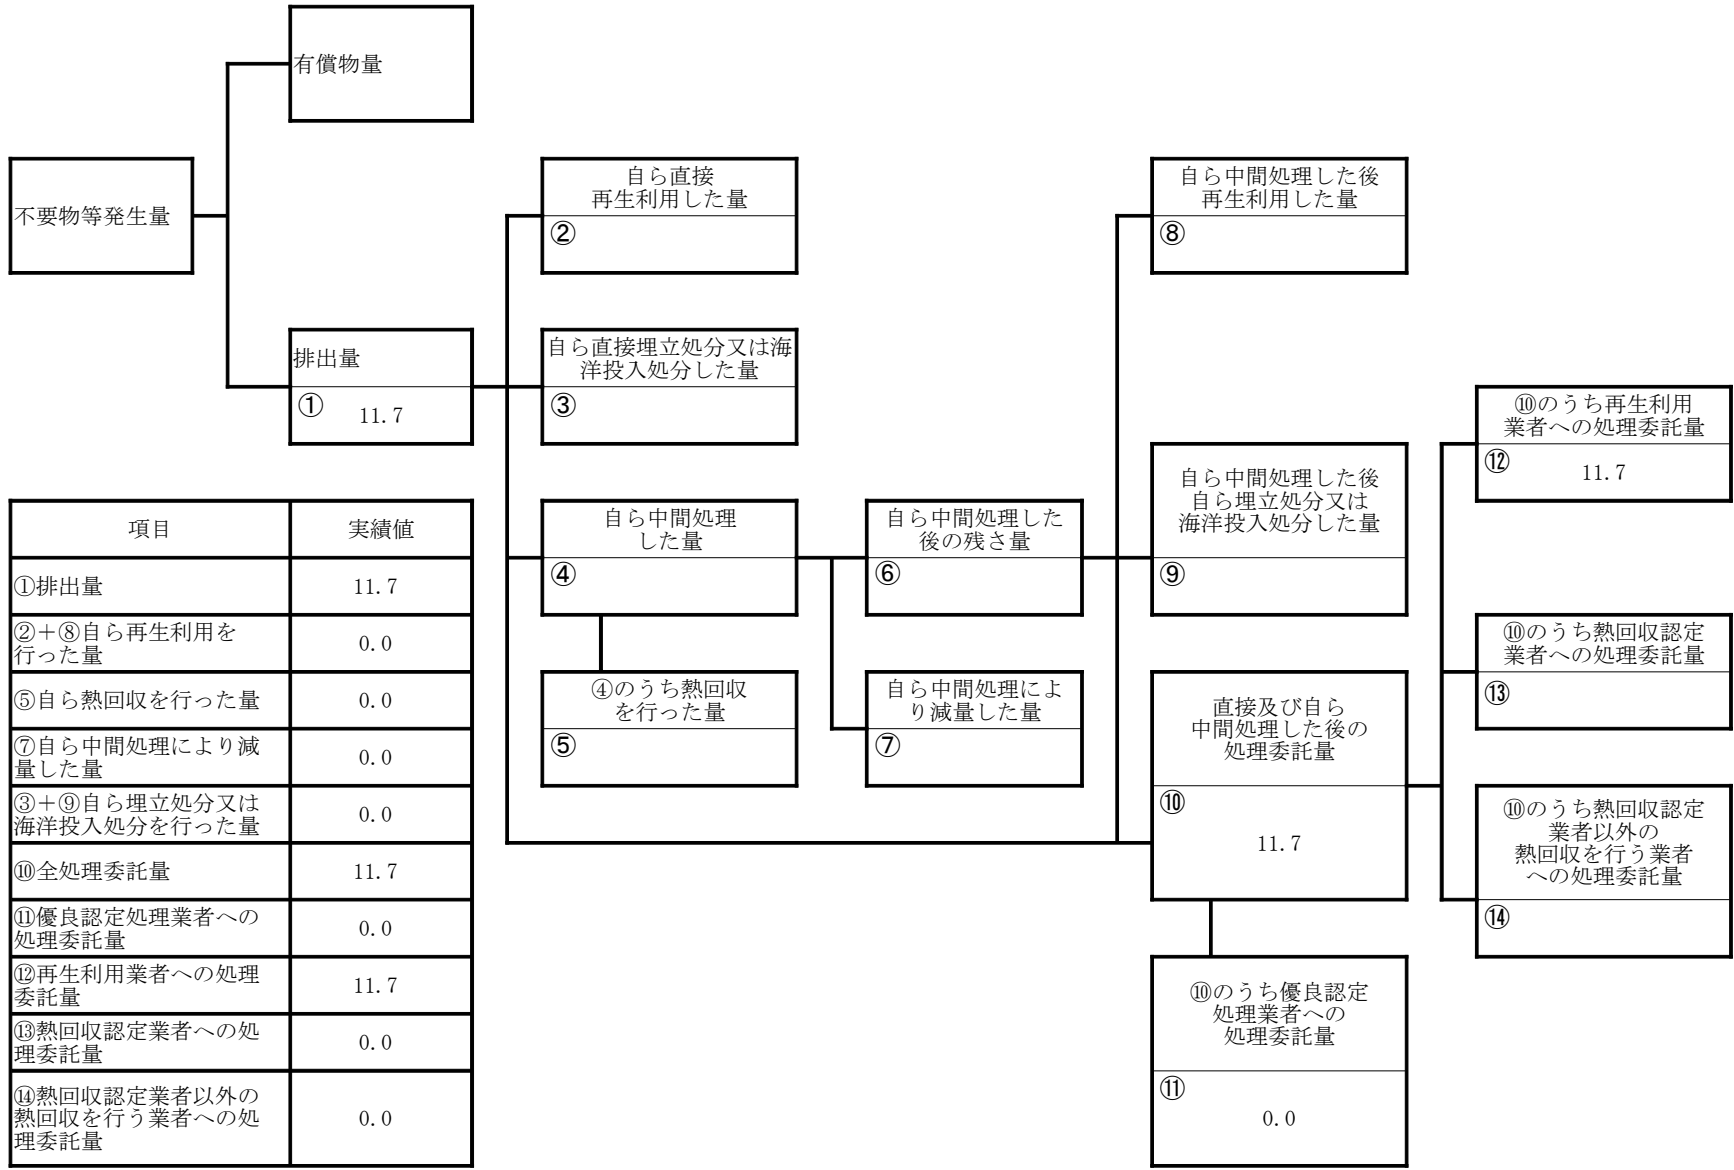 有償物量
不要物等発生量
自ら直接
再生利用した量
②
自ら中間処理した後
再生利用した量
⑧
排出量
①
11.7
自ら直接埋立処分又は海
洋投入処分した量
③
⑩のうち再生利用
業者への処理委託量
⑫
11.7
自ら中間処理
した量
④
自ら中間処理した
後の残さ量
⑥
自ら中間処理した後
自ら埋立処分又は
海洋投入処分した量
⑨
⑩のうち熱回収認定
業者への処理委託量
⑬
④のうち熱回収
を行った量
⑤
自ら中間処理によ
り減量した量
⑦
直接及び自ら
中間処理した後の
処理委託量
⑩
11.7
⑩のうち熱回収認定
業者以外の
熱回収を行う業者
への処理委託量
⑭
⑩のうち優良認定
処理業者への
処理委託量
⑪
0.0
項目 実績値
①排出量 11.7
②＋⑧自ら再生利用を
行った量 0.0
⑤自ら熱回収を行った量 0.0
⑦自ら中間処理により減
量した量 0.0
③＋⑨自ら埋立処分又は
海洋投入処分を行った量 0.0
⑩全処理委託量 11.7
⑪優良認定処理業者への
処理委託量 0.0
⑫再生利用業者への処理
委託量 11.7
⑬熱回収認定業者への処
理委託量 0.0
⑭熱回収認定業者以外の
熱回収を行う業者への処
理委託量 0.0